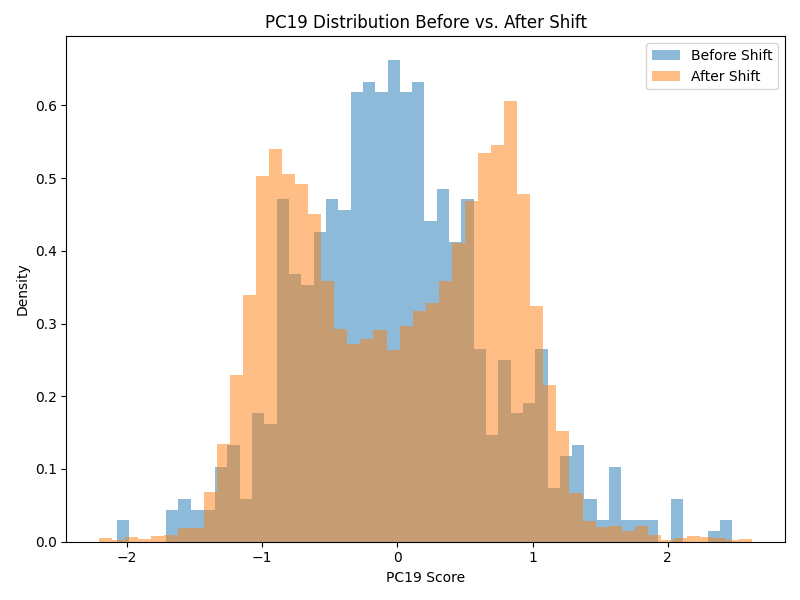 PC19 Distribution Before vs. After Shift
Before Shift
After Shift
Density
0.6
0.5
0.4
0.3
0.2
0.1
0.0
−2
−1
0
1
2
PC19 Score